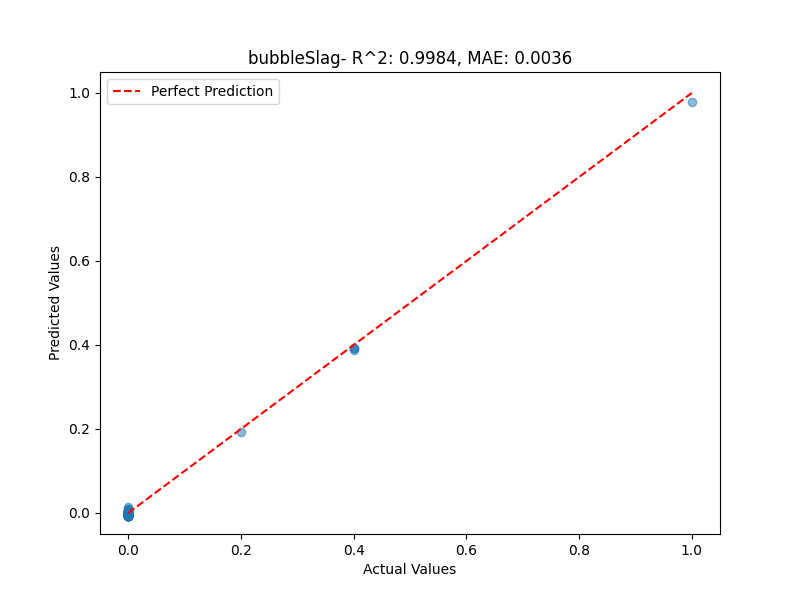 bubbleSlag- R^2: 0.9984, MAE: 0.0036
Perfect Prediction
1.0
0.8
0.6
0.4
0.2
0.0
Predicted Values
0.0 0.2 0.4 0.6 0.8 1.0
Actual Values